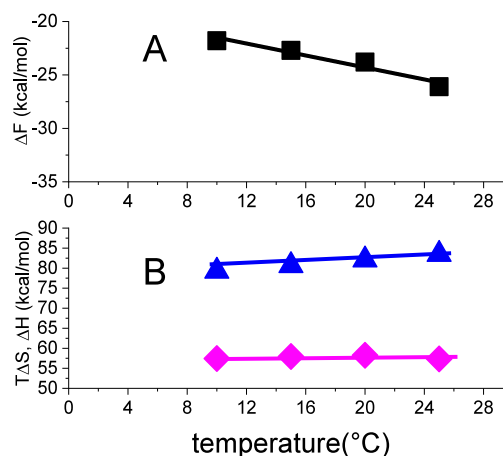 -20
-25
-30
-35
ΔF (kcal/mol)
A
0 4 8 12 16 20 24 28
90
85
80
75
70
65
60
55
50
TΔS, ΔH (kcal/mol)
B
0 4 8 12 16 20 24 28
temperature(°C)